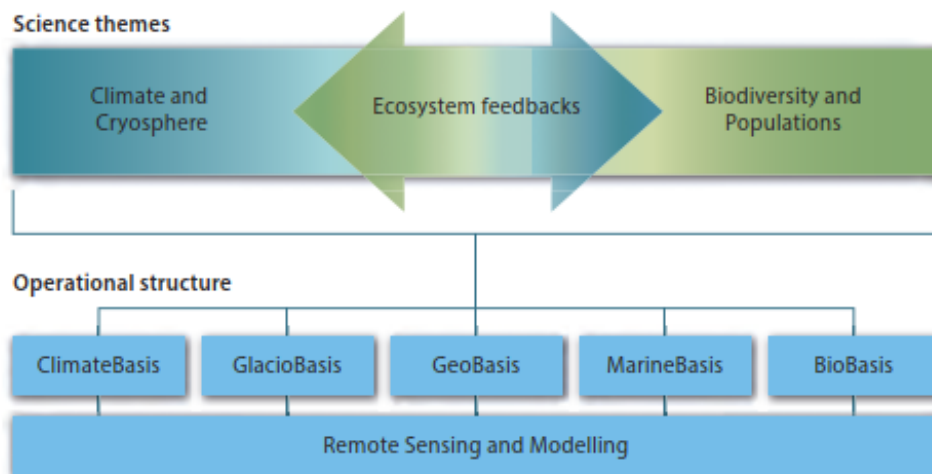 Science themes
Climate and
Cryosphere
Ecosystem feedbacks
Biodiversity and
Populations
Operational structure
ClimateBasis
GlacioBasis
GeoBasis
MarineBasis
BioBasis
Remote Sensing and Modelling